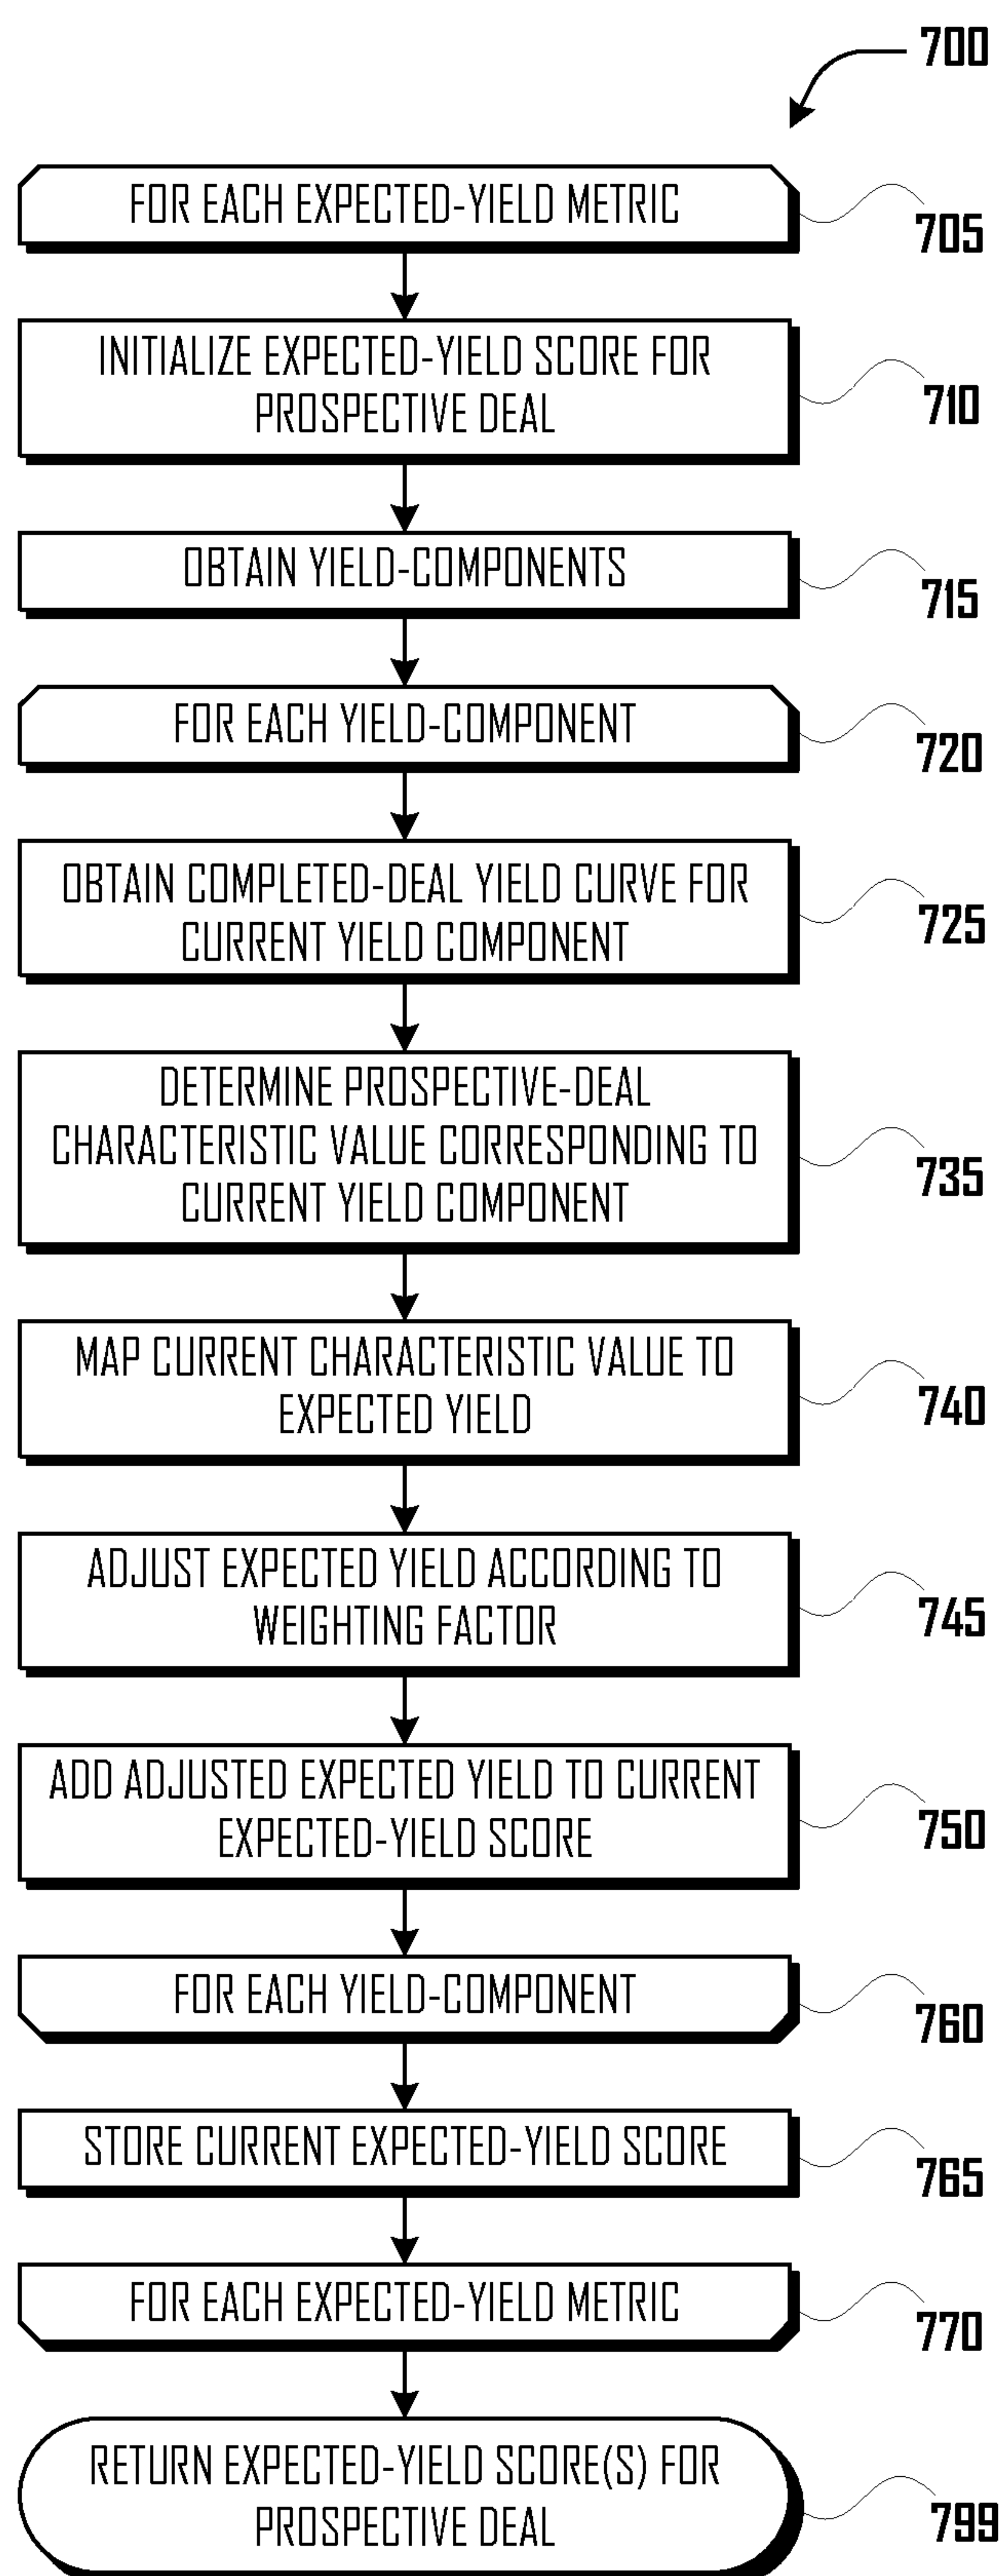 700
FOR EACH EXPECTED-YIELD METRIC
705
INITIALIZE EXPECTED-YIELD SCORE FOR
PROSPECTIVE DEAL
710
OBTAIN YIELD-COMPONENTS
715
FOR EACH YIELD-COMPONENT
720
OBTAIN COMPLETED-DEAL YIELD CURVE FOR
CURRENT YIELD COMPONENT
725
DETERMINE PROSPECTIVE-DEAL
CHARACTERISTIC VALUE CORRESPONDING TO
CURRENT YIELD COMPONENT
735
MAP CURRENT CHARACTERISTIC VALUE TO
EXPECTED YIELD
740
ADJUST EXPECTED YIELD ACCORDING TO
WEIGHTING FACTOR
745
ADD ADJUSTED EXPECTED YIELD TO CURRENT
EXPECTED-YIELD SCORE
750
FOR EACH YIELD-COMPONENT
760
STORE CURRENT EXPECTED-YIELD SCORE
765
FOR EACH EXPECTED-YIELD METRIC
770
RETURN EXPECTED-YIELD SCORE(S) FOR
PROSPECTIVE DEAL
799